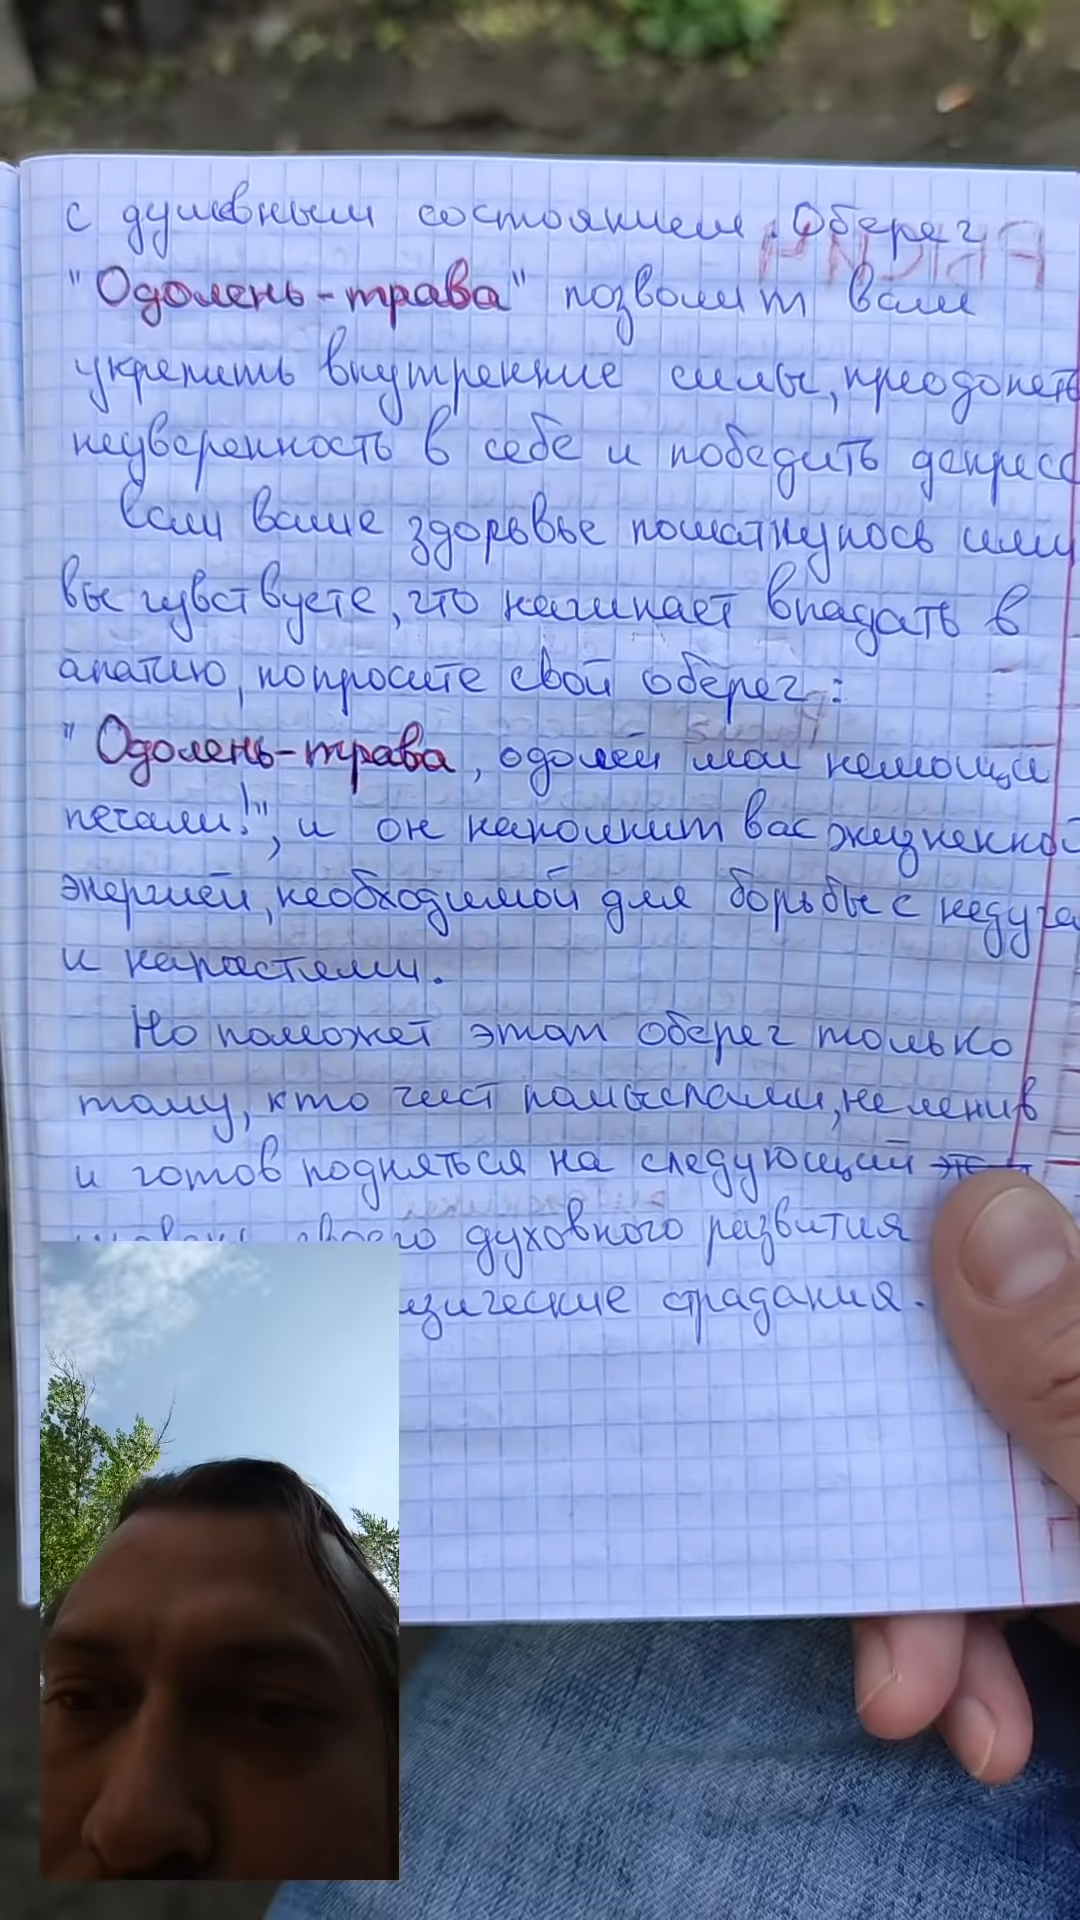 с душевным состоянием. Оберег
"Одолень-трава" позволит вам
укрепить внутренние силы, преодолеть
неуверенность в себе и победить депресс
Если ваше здоровье пошатнулось или
вы чувствуете, что начинает впадать в
апатию, попросите свой оберег:
"Одолень-трава, одолей мои немощи
печали!", и он наполнит вас жизненной
энергией, необходимой для борьбы с недуга
и напастями.
Но поможет этот оберег только
тому, кто чист помыслами, не ленив
и готов подняться на следующий
своего духовного развития
изические страдания.